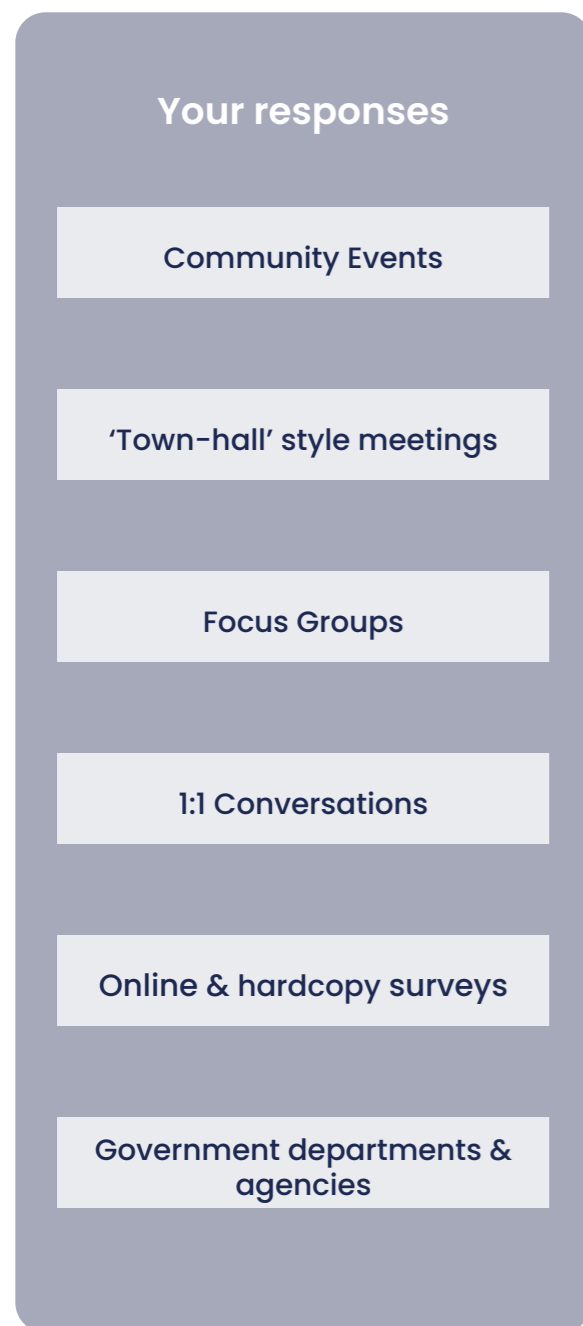 Your responses
Community Events
‘Town-hall’ style meetings
Focus Groups
1:1 Conversations
Online & hardcopy surveys
Government departments &
agencies